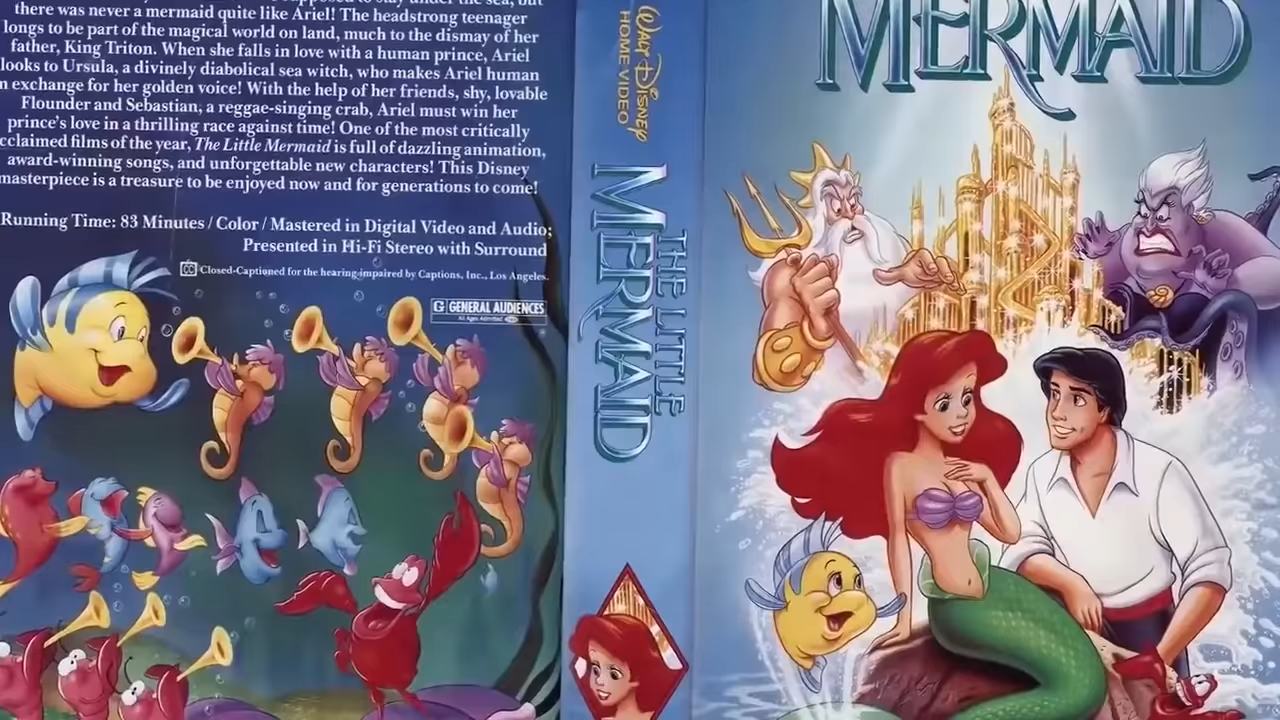 there was never a mermaid quite like Ariel! The headstrong teenager
longs to be part of the magical world on land, much to the dismay of her
father, King Triton. When she falls in love with a human prince, Ariel
looks to Ursula, a divinely diabolical sea witch, who makes Ariel human
n exchange for her golden voice! With the help of her friends, shy, lovable
Flounder and Sebastian, a reggae-singing crab, Ariel must win her
prince's love in a thrilling race against time! One of the most critically
cclaimed films of the year, The Little Mermaid is full of dazzling animation,
award-winning songs, and unforgettable new characters! This Disney
masterpiece is a treasure to be enjoyed now and for generations to come!
Running Time: 83 Minutes / Color / Mastered in Digital Video and Audio;
Presented in Hi-Fi Stereo with Surround
CC Closed-Captioned for the hearing-impaired by Captions, Inc., Los Angeles.
G GENERAL AUDIENCES
All Ages Admitted
WALT DISNEY
HOME VIDEO
THE LITTLE
MERMAID
MERMAID